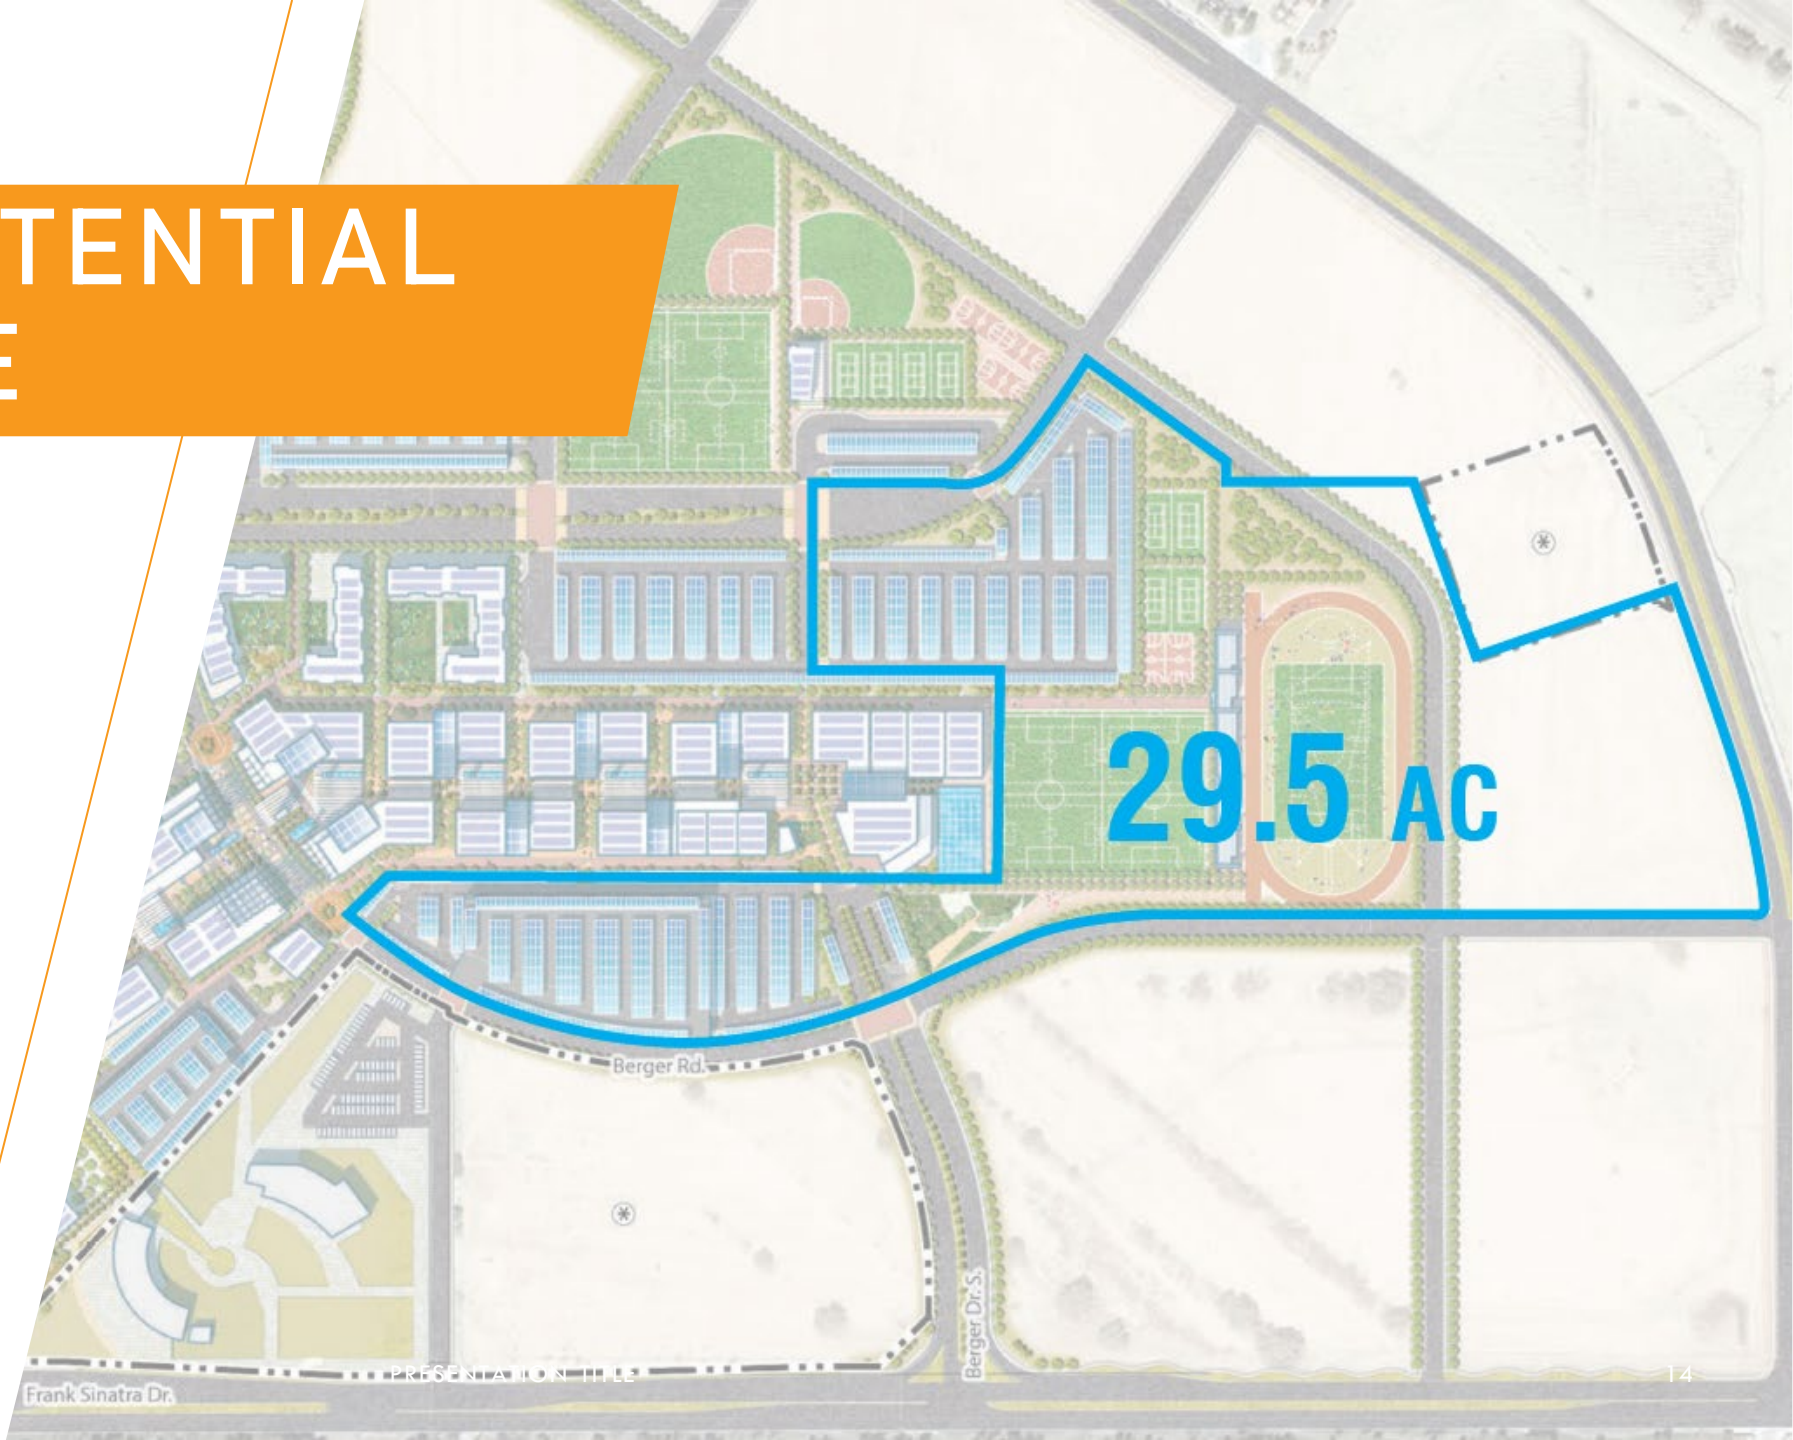 TENTIAL
E
29.5 AC
Berger Rd.
Berger Dr. S.
PRESENTATION TITLE
14
Frank Sinatra Dr.